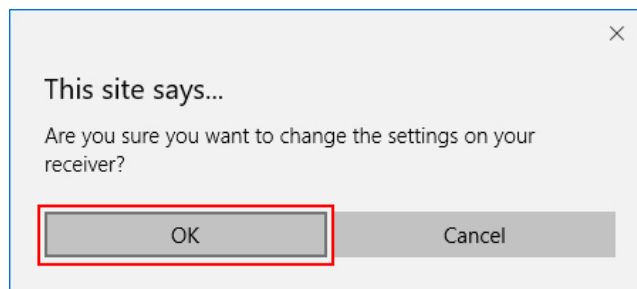 This site says...
Are you sure you want to change the settings on your
receiver?
OK
Cancel